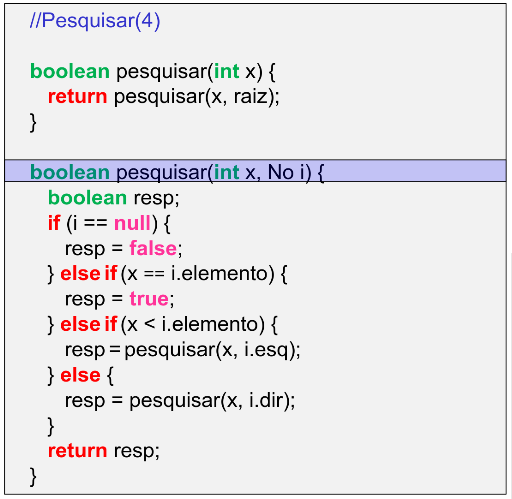 //Pesquisar(4)
boolean pesquisar(int x) {
return pesquisar(x, raiz);
}
boolean pesquisar(int x, No i) {
boolean resp;
if (i == null) {
resp = false;
} else if (x == i.elemento) {
resp = true;
} else if (x < i.elemento) {
resp = pesquisar(x, i.esq);
} else {
resp = pesquisar(x, i.dir);
}
return resp;
}